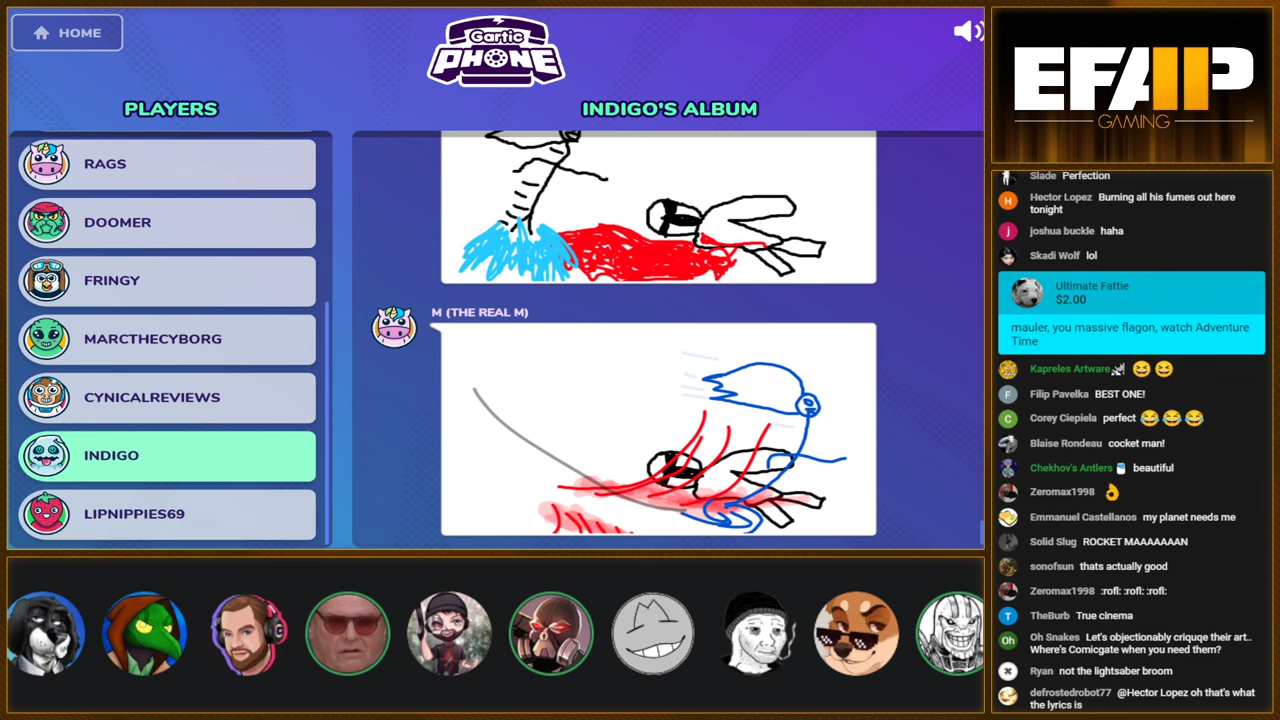 HOME
Gartic
PHONE
PLAYERS
INDIGO'S ALBUM
RAGS
DOOMER
FRINGY
MARCTHECYBORG
CYNICALREVIEWS
INDIGO
LIPNIPPIES69
M (THE REAL M)
EFAP
GAMING
Slade Perfection
Hector Lopez Burning all his fumes out here
tonight
joshua buckle haha
Skadi Wolf lol
Ultimate Fattie
$2.00
mauler, you massive flagon, watch Adventure
Time
Kapreles Artware 😆 😆
Filip Pavelka BEST ONE!
Corey Ciepiela perfect 😂 😂 😂
Blaise Rondeau cocket man!
Chekhov's Antlers beautiful
Zeromax1998 👌
Emmanuel Castellanos my planet needs me
Solid Slug ROCKET MAAAAAAAN
sonofsun thats actually good
Zeromax1998 :rofl: :rofl: :rofl:
T TheBurb True cinema
Oh Oh Snakes Let's objectionably criquqe their art..
Where's Comicgate when you need them?
Ryan not the lightsaber broom
defrostedrobot77 @Hector Lopez oh that's what
the lyrics is